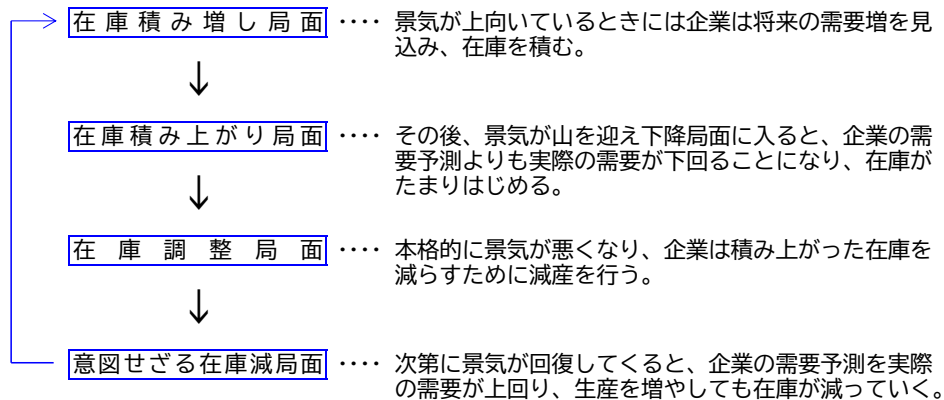 在庫積み増し局面 ････ 景気が上向いているときには企業は将来の需要増を見
込み、在庫を積む。
↓
在庫積み上がり局面 ････ その後、景気が山を迎え下降局面に入ると、企業の需
要予測よりも実際の需要が下回ることになり、在庫が
たまりはじめる。
↓
在庫調整局面 ････ 本格的に景気が悪くなり、企業は積み上がった在庫を
減らすために減産を行う。
↓
意図せざる在庫減局面 ････ 次第に景気が回復してくると、企業の需要予測を実際
の需要が上回り、生産を増やしても在庫が減っていく。